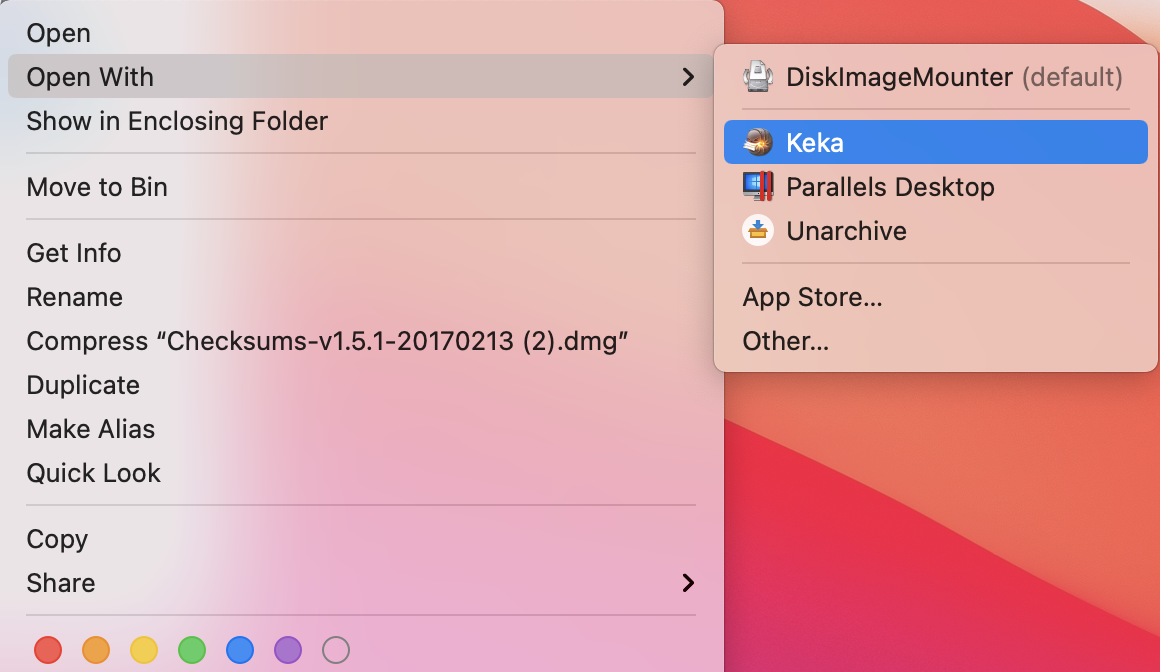 Open
Open With
Show in Enclosing Folder
Move to Bin
Get Info
Rename
Compress “Checksums-v1.5.1-20170213 (2).dmg”
Duplicate
Make Alias
Quick Look
Copy
Share
DiskImageMounter (default)
Keka
Parallels Desktop
Unarchive
App Store...
Other...